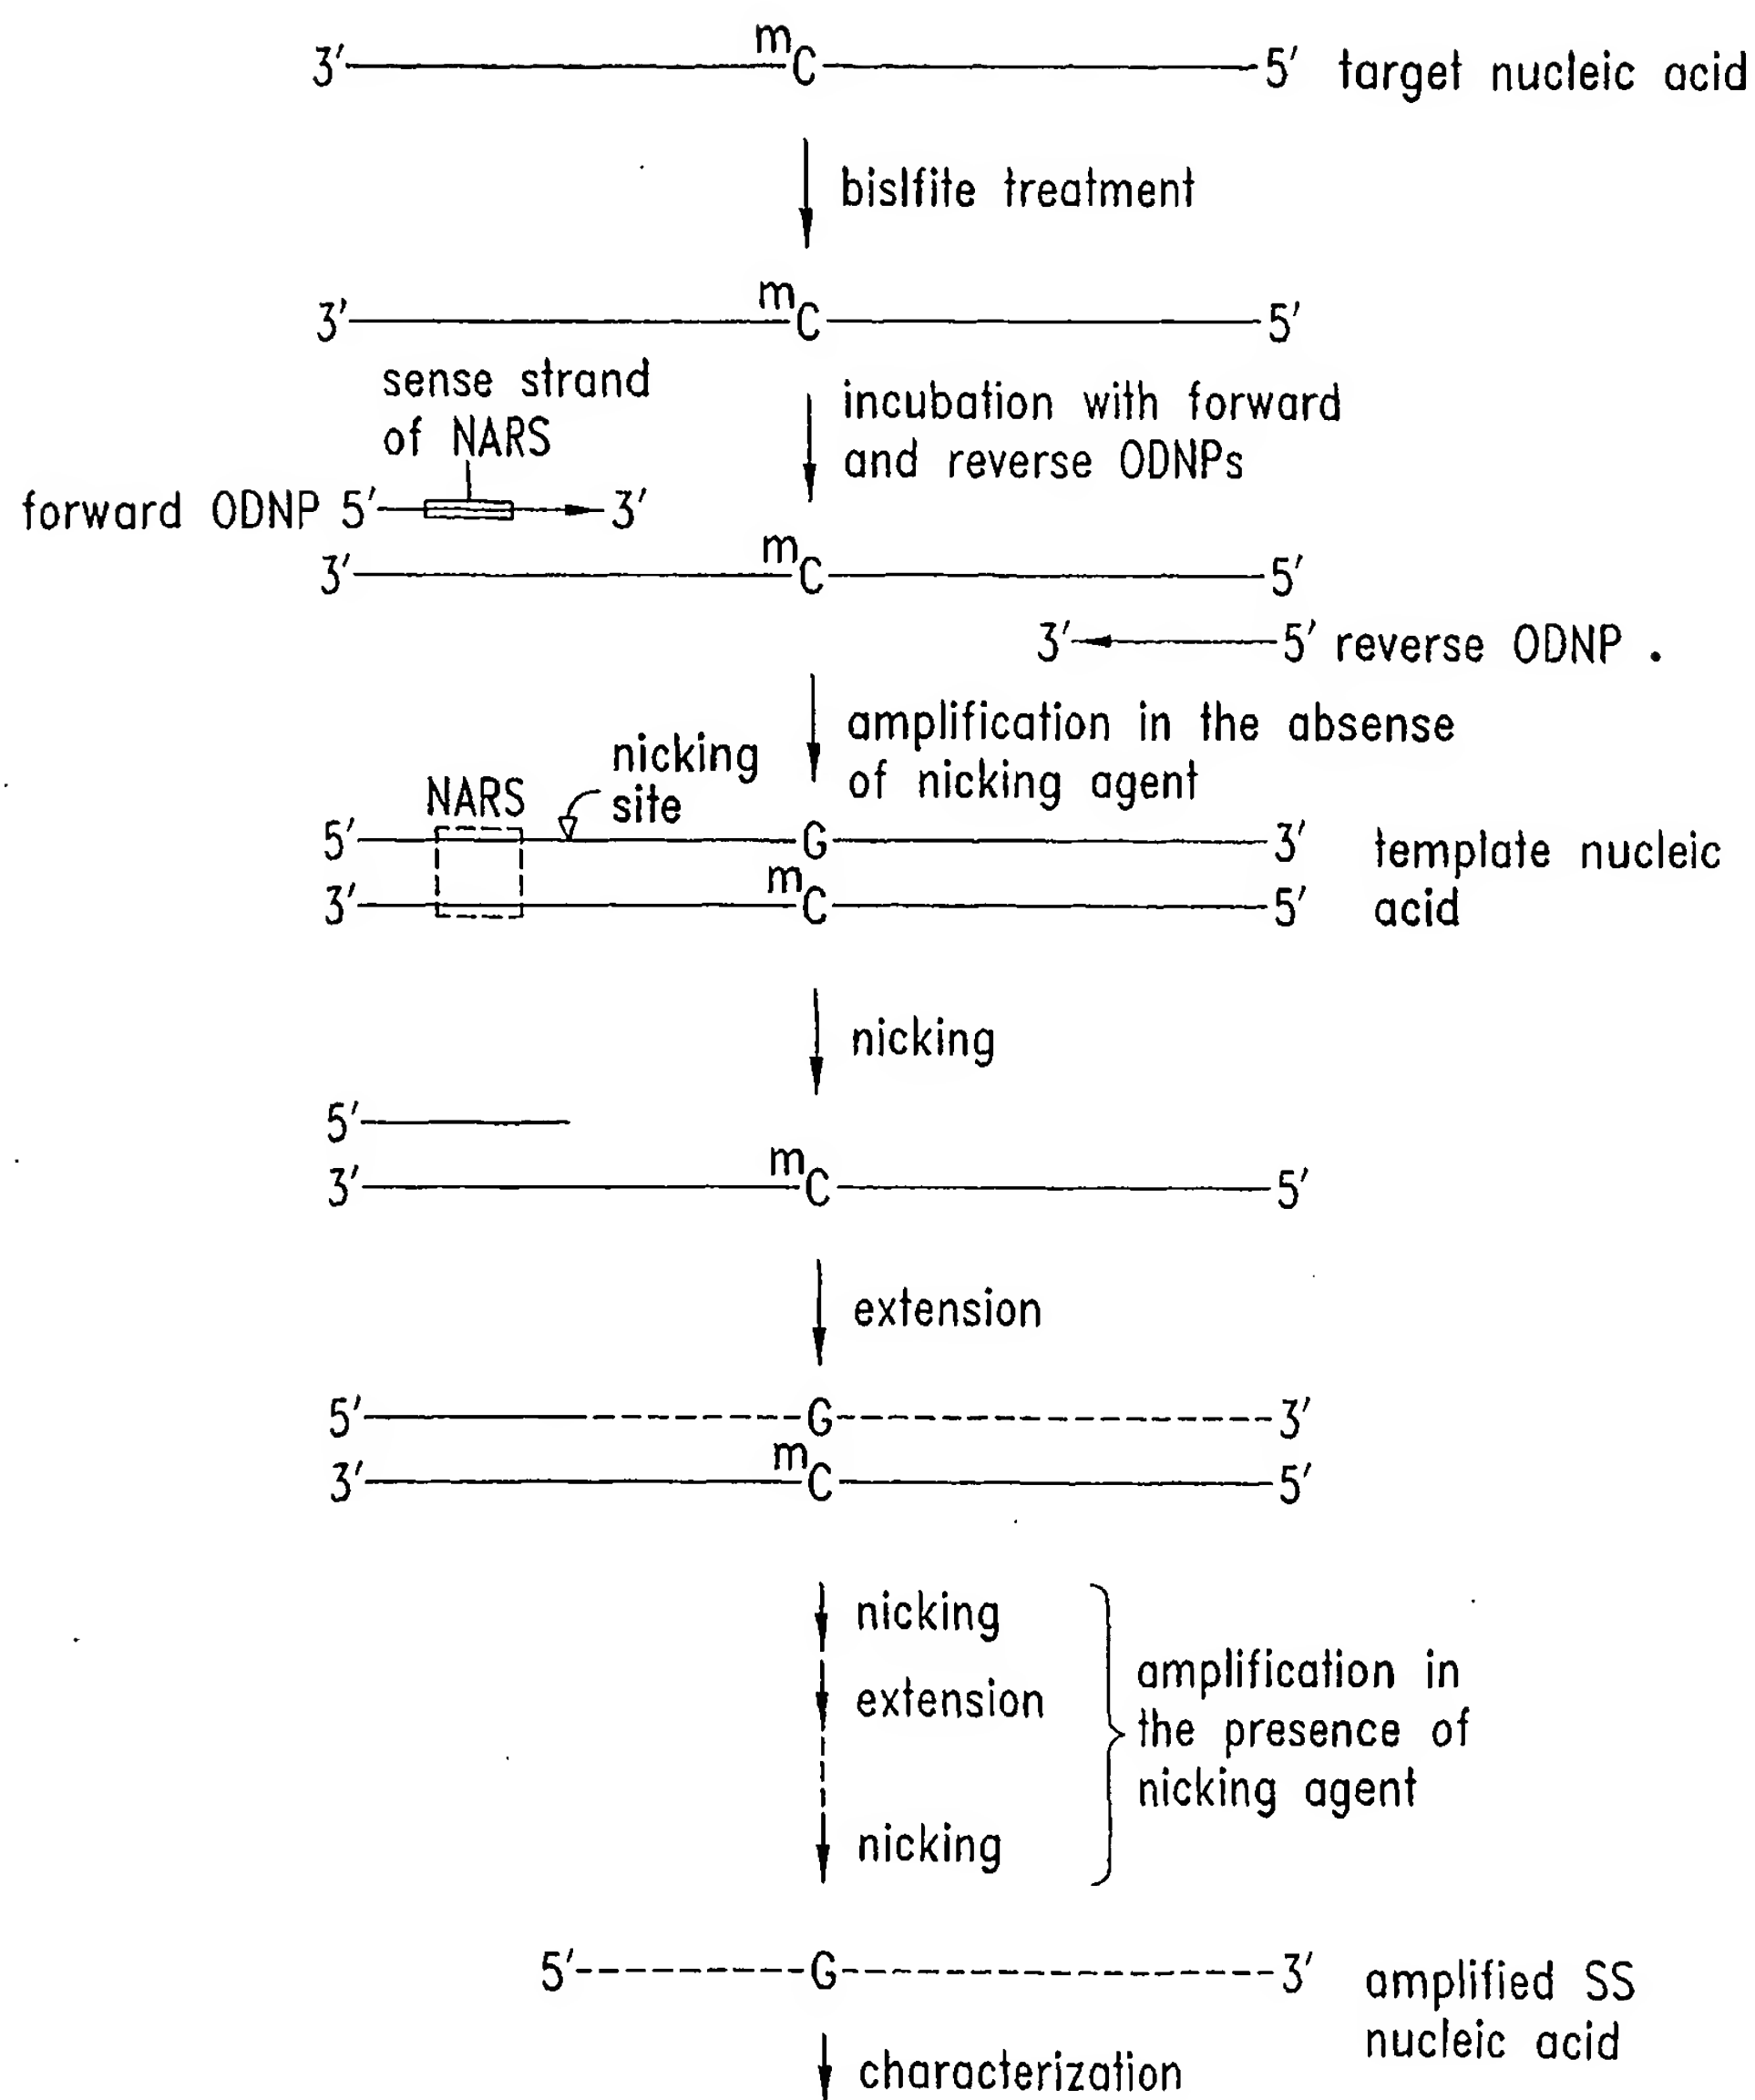 3' mC 5' target nucleic acid
bislfite treatment
3' mC 5'
sense strand
of NARS
incubation with forward
and reverse ODNPs
forward ODNP 5' 3'
3' mC 5'
3' 5' reverse ODNP .
amplification in the absense
of nicking agent
nicking
site
NARS
5' G 3'
3' mC 5'
template nucleic
acid
nicking
5'
3' mC 5'
extension
5' G 3'
3' mC 5'
nicking
extension
nicking
amplification in
the presence of
nicking agent
5' G 3'
amplified SS
nucleic acid
characterization